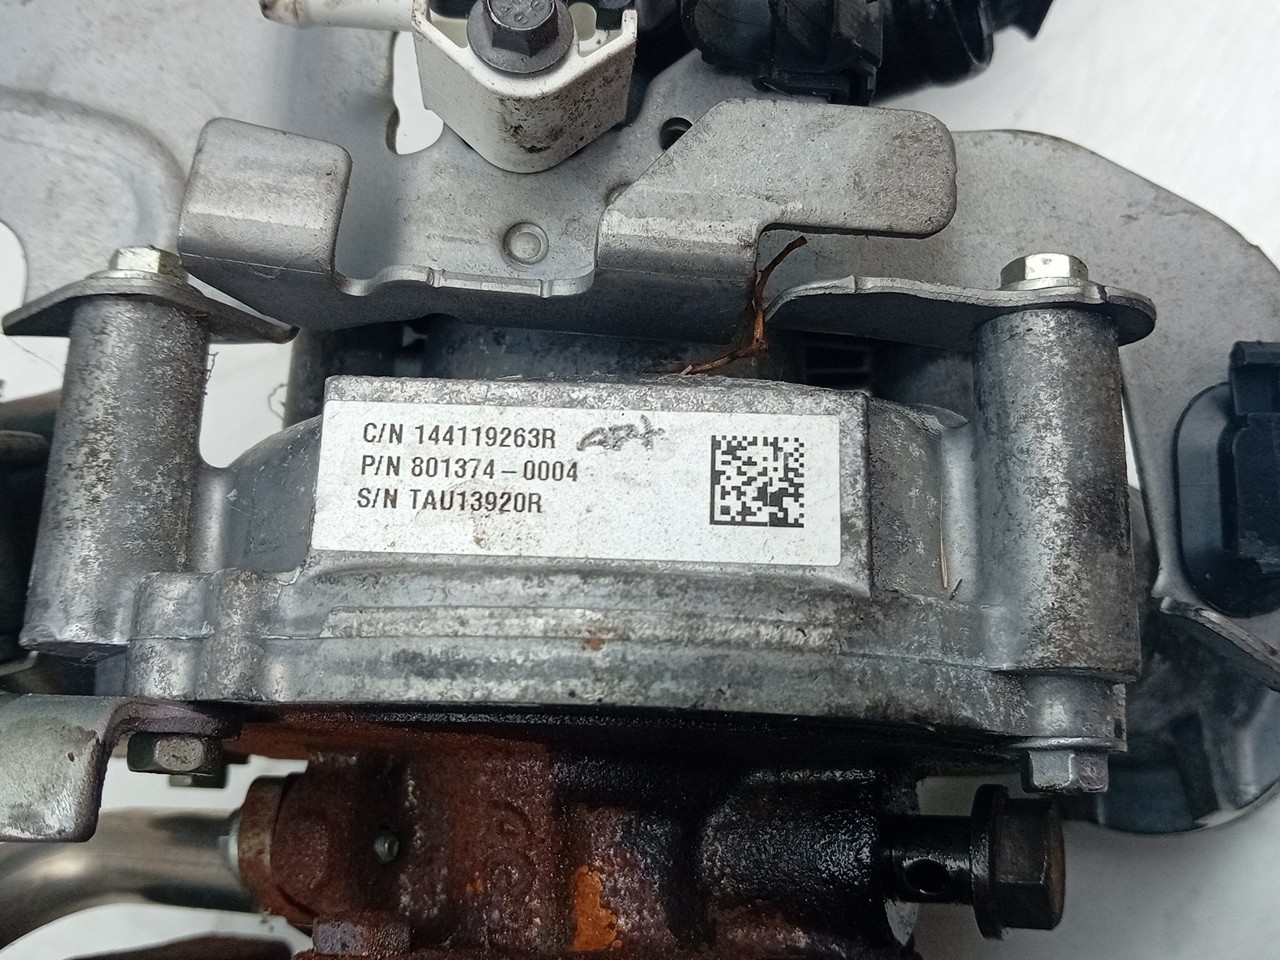 C/N 144119263R
P/N 801374-0004
S/N TAU13920R